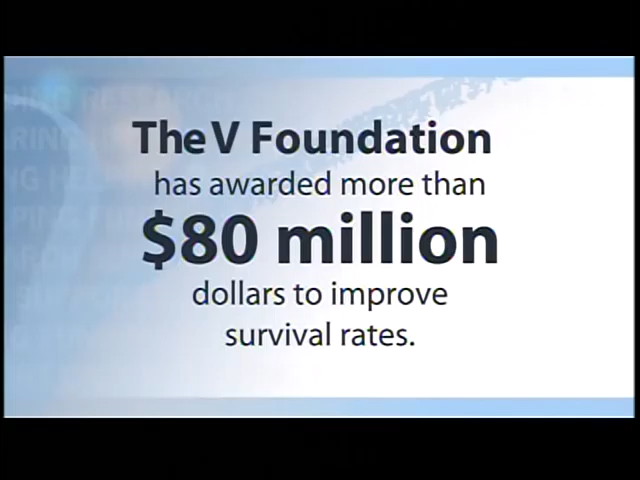 The V Foundation
has awarded more than
$80 million
dollars to improve
survival rates.